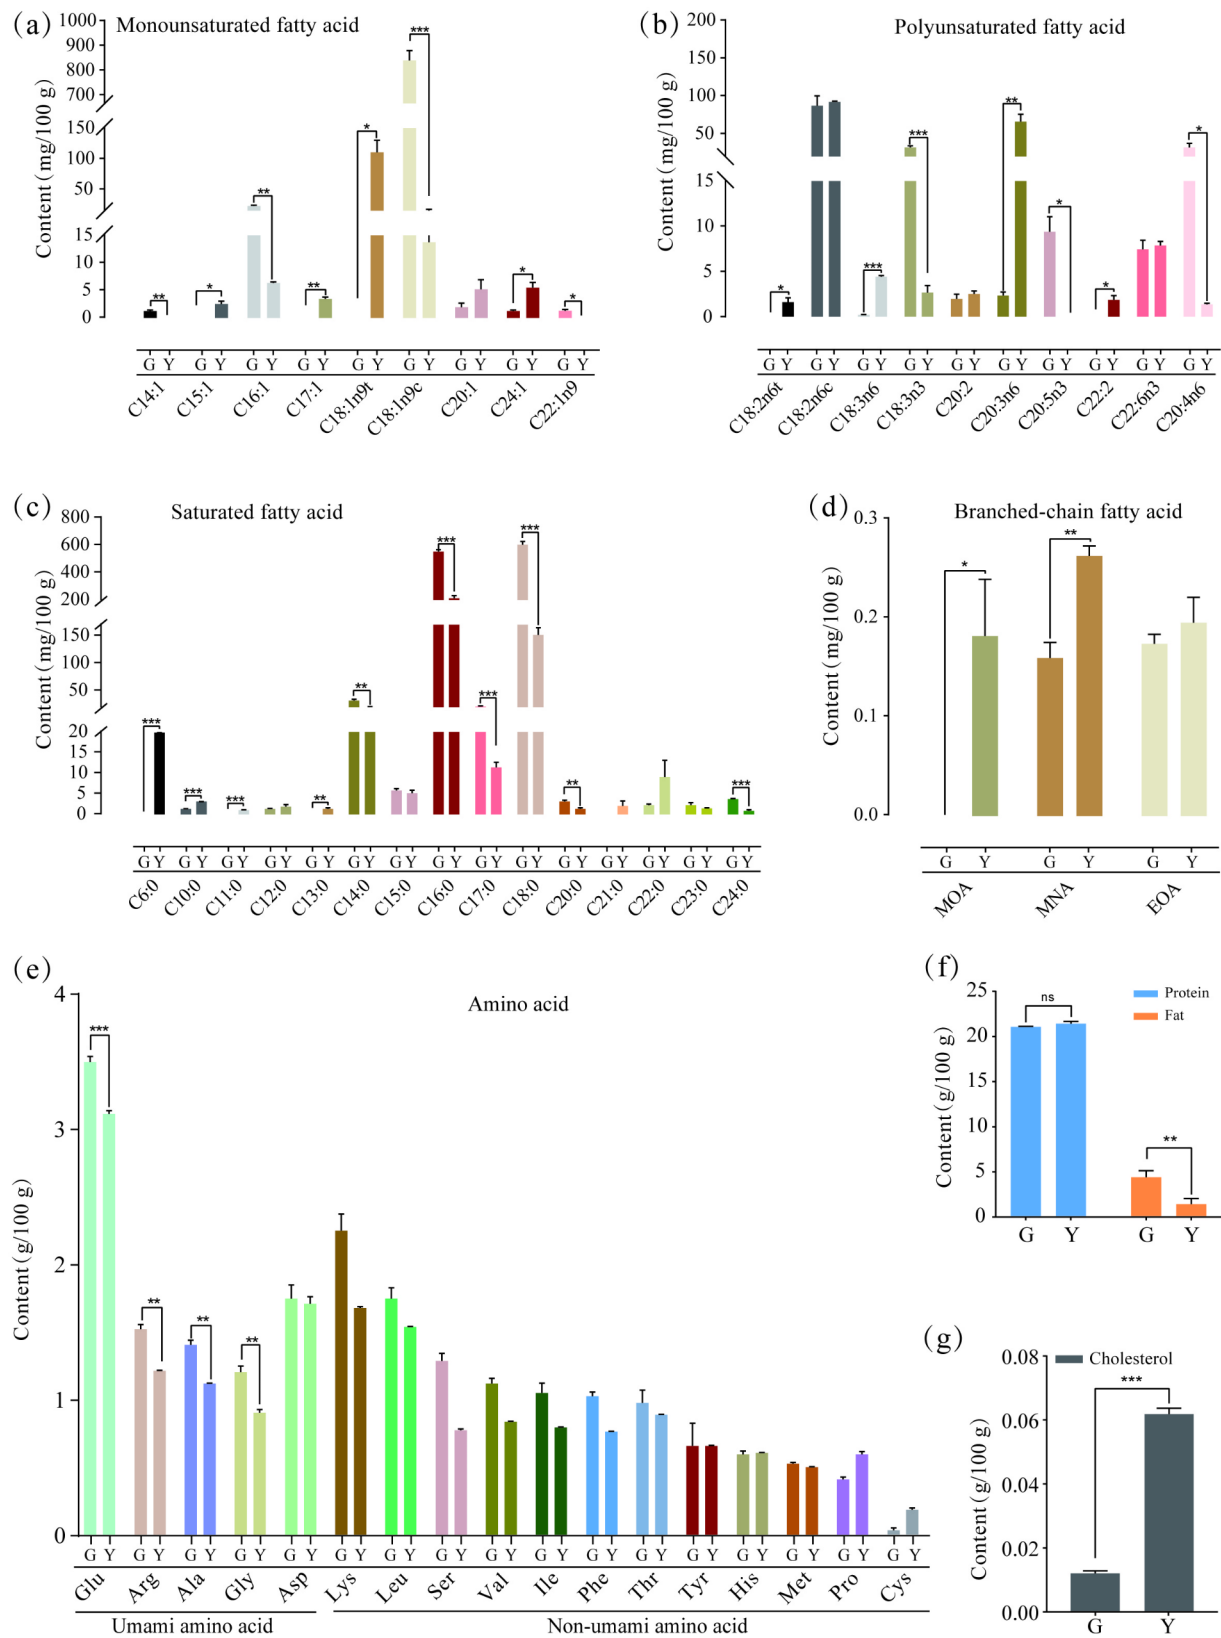 (a) Monounsaturated fatty acid
Content (mg/100 g)
1000
900
800
700
150
100
50
15
10
5
0
** * ** ** * *** * *
G Y G Y G Y G Y G Y G Y G Y G Y G Y
C14:1 C15:1 C16:1 C17:1 C18:1n9t C18:1n9c C20:1 C24:1 C22:1n9
(b) Polyunsaturated fatty acid
Content (mg/100 g)
200
150
100
50
15
10
5
0
* *** *** ** * * *
G Y G Y G Y G Y G Y G Y G Y G Y G Y G Y
C18:2n6t C18:2n6c C18:3n6 C18:3n3 C20:2 C20:3n6 C20:5n3 C22:2 C22:6n3 C20:4n6
(c) Saturated fatty acid
Content (mg/100 g)
800
600
400
200
150
100
50
20
15
10
5
0
*** *** *** ** ** *** *** *** ** ***
G Y G Y G Y G Y G Y G Y G Y G Y G Y G Y G Y G Y G Y G Y G Y
C6:0 C10:0 C11:0 C12:0 C13:0 C14:0 C15:0 C16:0 C17:0 C18:0 C20:0 C21:0 C22:0 C23:0 C24:0
(d) Branched-chain fatty acid
Content (mg/100 g)
0.3
0.2
0.1
0.0
* **
G Y G Y G Y
MOA MNA EOA
(e) Amino acid
Content (g/100 g)
4
3
2
1
0
*** ** ** **
G Y G Y G Y G Y G Y G Y G Y G Y G Y G Y G Y G Y G Y G Y G Y G Y G Y
Glu Arg Ala Gly Asp Lys Leu Ser Val Ile Phe Thr Tyr His Met Pro Cys
Umami amino acid Non-umami amino acid
(f)
Content (g/100 g)
25
20
15
10
5
0
ns **
Protein
Fat
G Y G Y
(g)
Content (g/100 g)
0.08
0.06
0.04
0.02
0.00
Cholesterol
***
G Y